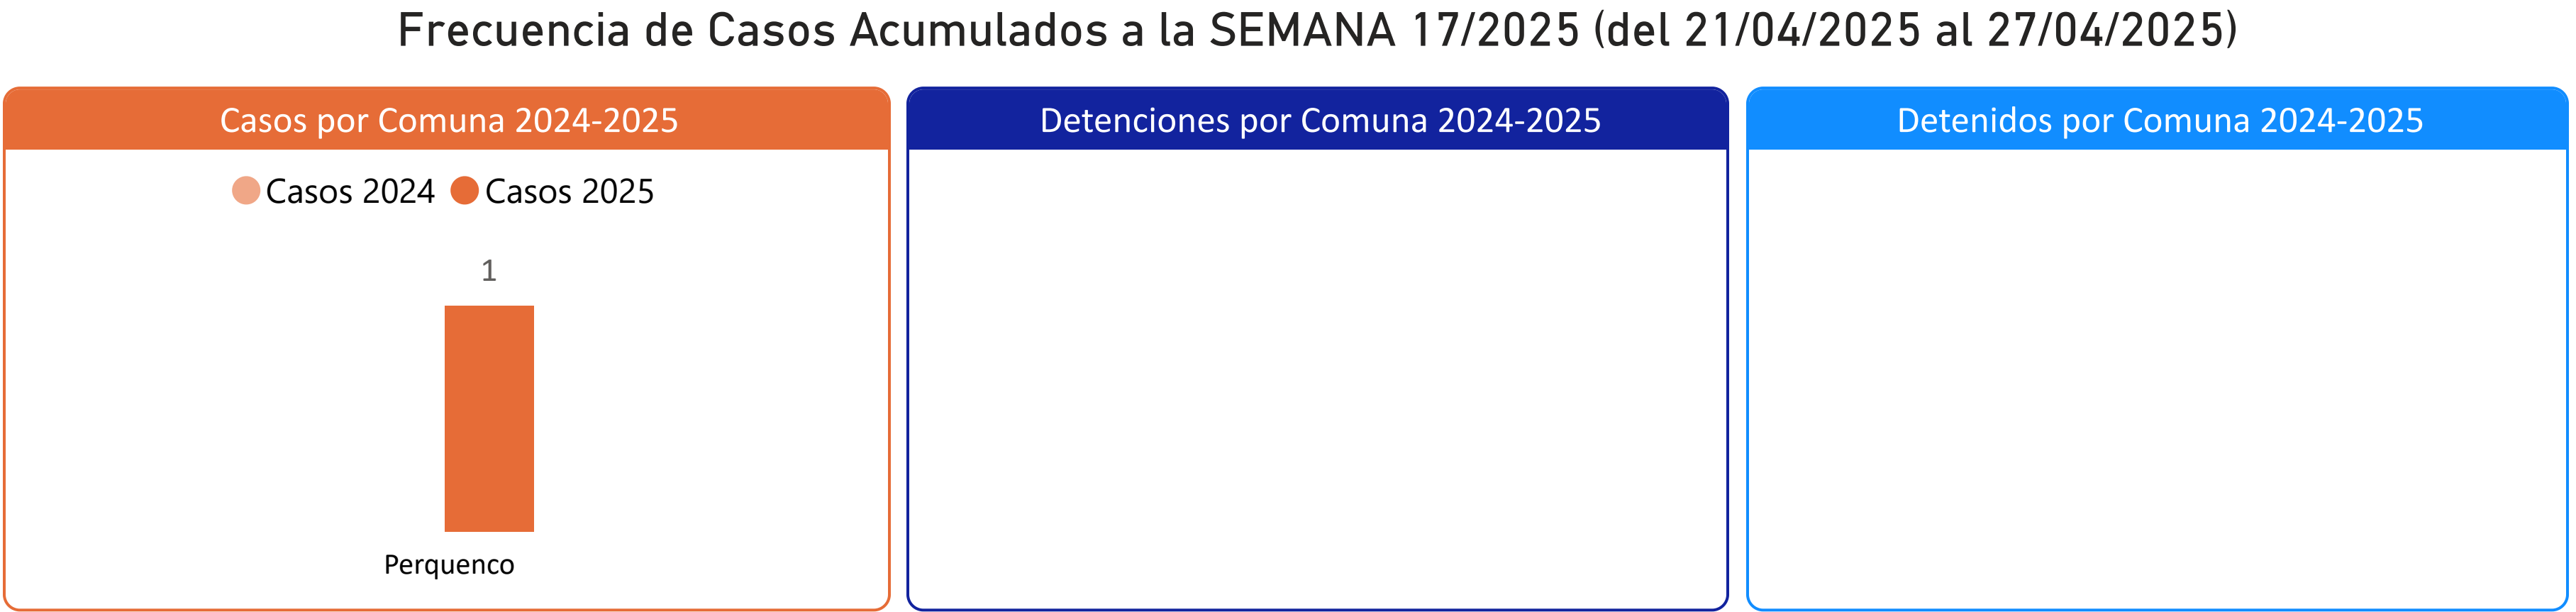 Frecuencia de Casos Acumulados a la SEMANA 17/2025 (del 21/04/2025 al 27/04/2025)
Casos por Comuna 2024-2025
Casos 2024 Casos 2025
1
Perquenco
Detenciones por Comuna 2024-2025
Detenidos por Comuna 2024-2025